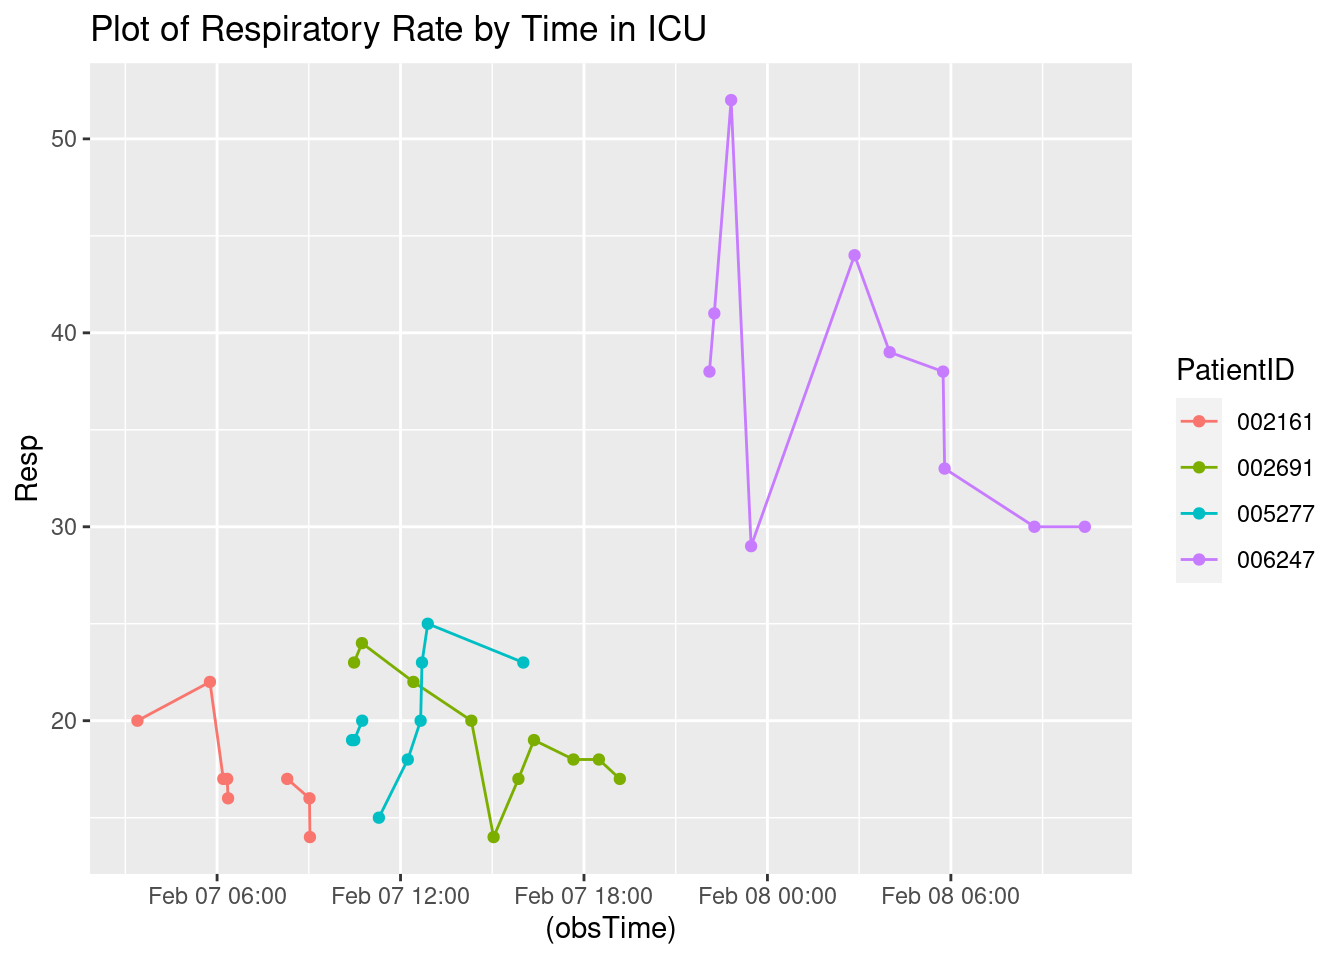 Plot of Respiratory Rate by Time in ICU
Resp
50
40
30
20
Feb 07 06:00 Feb 07 12:00 Feb 07 18:00 Feb 08 00:00 Feb 08 06:00
(obsTime)
PatientID
002161
002691
005277
006247